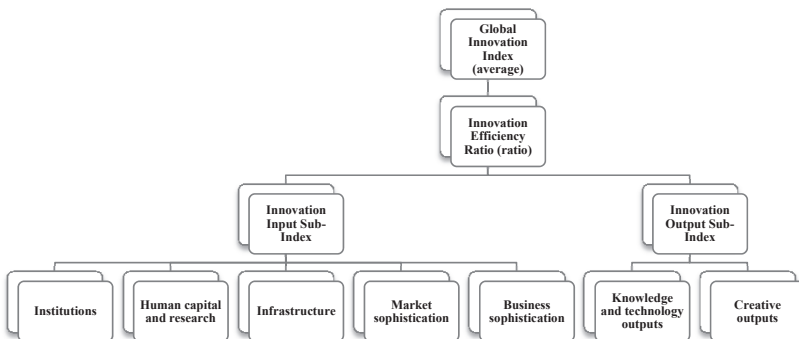 Global
Innovation
Index
(average)
Innovation
Efficiency
Ratio (ratio)
Innovation
Input Sub-
Index
Innovation
Output Sub-
Index
Institutions
Human capital
and research
Infrastructure
Market
sophistication
Business
sophistication
Knowledge
and technology
outputs
Creative
outputs